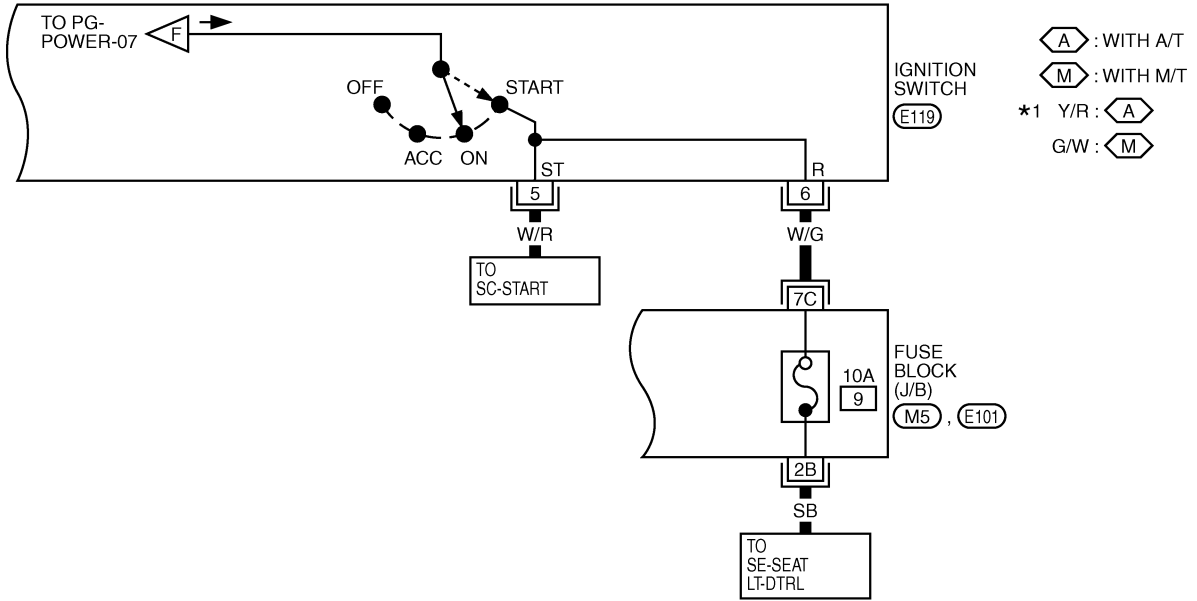 TO PG-
POWER-07
F
OFF
START
ACC
ON
ST
R
5
6
IGNITION
SWITCH
E119
A : WITH A/T
M : WITH M/T
*1 Y/R : A
G/W : M
W/R
W/G
TO
SC-START
7C
10A
9
FUSE
BLOCK
(J/B)
M5 , E101
2B
SB
TO
SE-SEAT
LT-DTRL